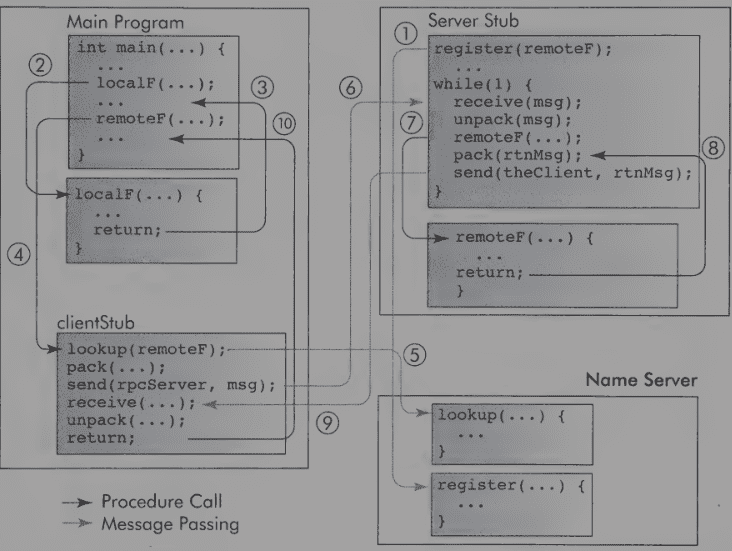 Main Program
int main(...) {
...
localF(...);
...
remoteF(...);
...
}
localF(...) {
...
return;
}
clientStub
lookup(remoteF);
pack(...);
send(rpcServer, msg);
receive(...);
unpack(...);
return;
Procedure Call
Message Passing
2
3
10
4
6
5
9
1
7
8
Server Stub
register(remoteF);
...
while(1) {
receive(msg);
unpack(msg);
remoteF(...);
pack(rtnMsg);
send(theClient, rtnMsg);
}
remoteF(...) {
...
return;
}
Name Server
lookup(...) {
...
}
register(...) {
...
}